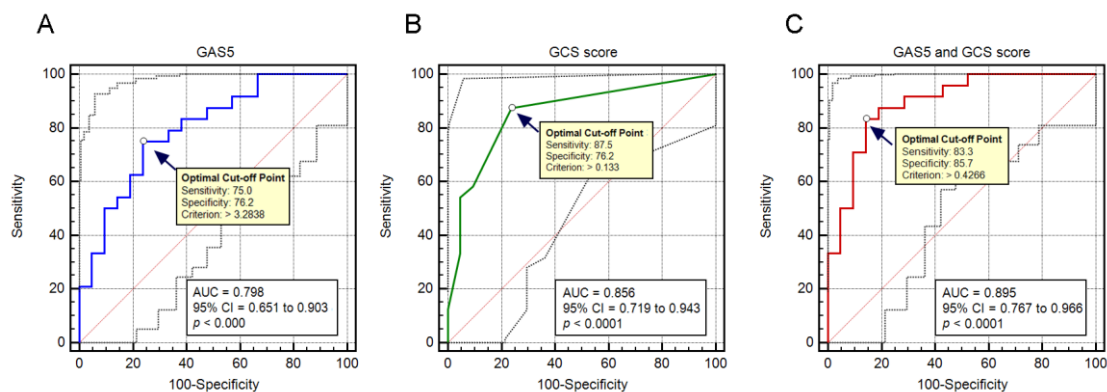 A
GAS5
Sensitivity
100
80
60
40
20
0
Optimal Cut-off Point
Sensitivity: 75.0
Specificity: 76.2
Criterion: > 3.2838
AUC = 0.798
95% CI = 0.651 to 0.903
p < 0.000
0 20 40 60 80 100
100-Specificity
B
GCS score
Sensitivity
100
80
60
40
20
0
Optimal Cut-off Point
Sensitivity: 87.5
Specificity: 76.2
Criterion: > 0.133
AUC = 0.856
95% CI = 0.719 to 0.943
p < 0.0001
0 20 40 60 80 100
100-Specificity
C
GAS5 and GCS score
Sensitivity
100
80
60
40
20
0
Optimal Cut-off Point
Sensitivity: 83.3
Specificity: 85.7
Criterion: > 0.4266
AUC = 0.895
95% CI = 0.767 to 0.966
p < 0.0001
0 20 40 60 80 100
100-Specificity